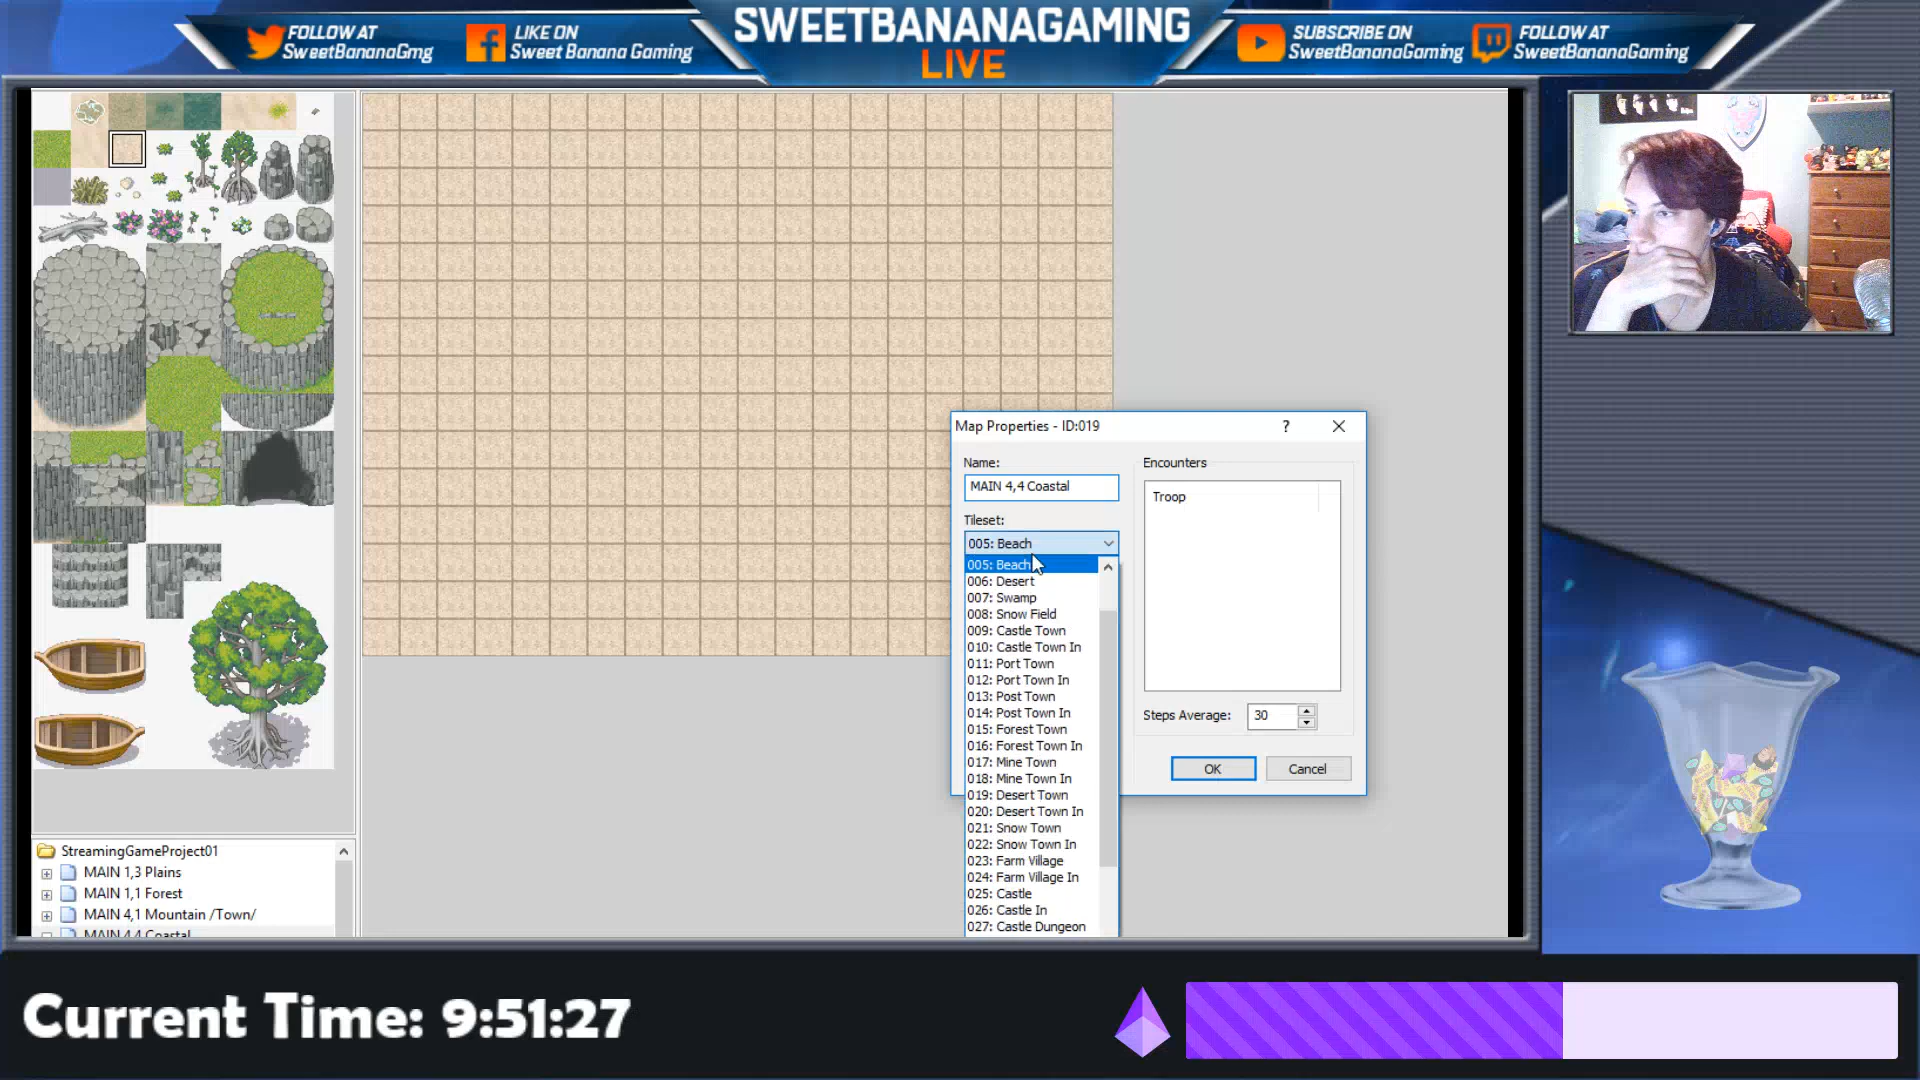 FOLLOW AT
SweetBananaGmg
LIKE ON
Sweet Banana Gaming
SWEETBANANAGAMING
LIVE
SUBSCRIBE ON
SweetBananaGaming
FOLLOW AT
SweetBananaGaming
Map Properties - ID:019
?
Name:
MAIN 4,4 Coastal
Tileset:
005: Beach
005: Beach
006: Desert
007: Swamp
008: Snow Field
009: Castle Town
010: Castle Town In
011: Port Town
012: Port Town In
013: Post Town
014: Post Town In
015: Forest Town
016: Forest Town In
017: Mine Town
018: Mine Town In
019: Desert Town
020: Desert Town In
021: Snow Town
022: Snow Town In
023: Farm Village
024: Farm Village In
025: Castle
026: Castle In
027: Castle Dungeon
Encounters
Troop
Steps Average:
30
OK
Cancel
StreamingGameProject01
MAIN 1,3 Plains
MAIN 1,1 Forest
MAIN 4,1 Mountain /Town/
MAIN 4,4 Coastal
Current Time: 9:51:27